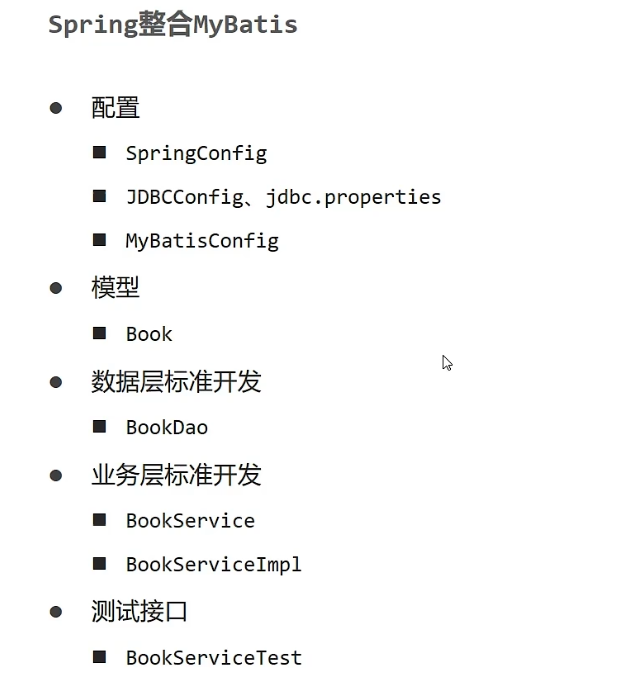 Spring整合MyBatis
配置
SpringConfig
JDBCConfig、jdbc.properties
MyBatisConfig
模型
Book
数据层标准开发
BookDao
业务层标准开发
BookService
BookServiceImpl
测试接口
BookServiceTest